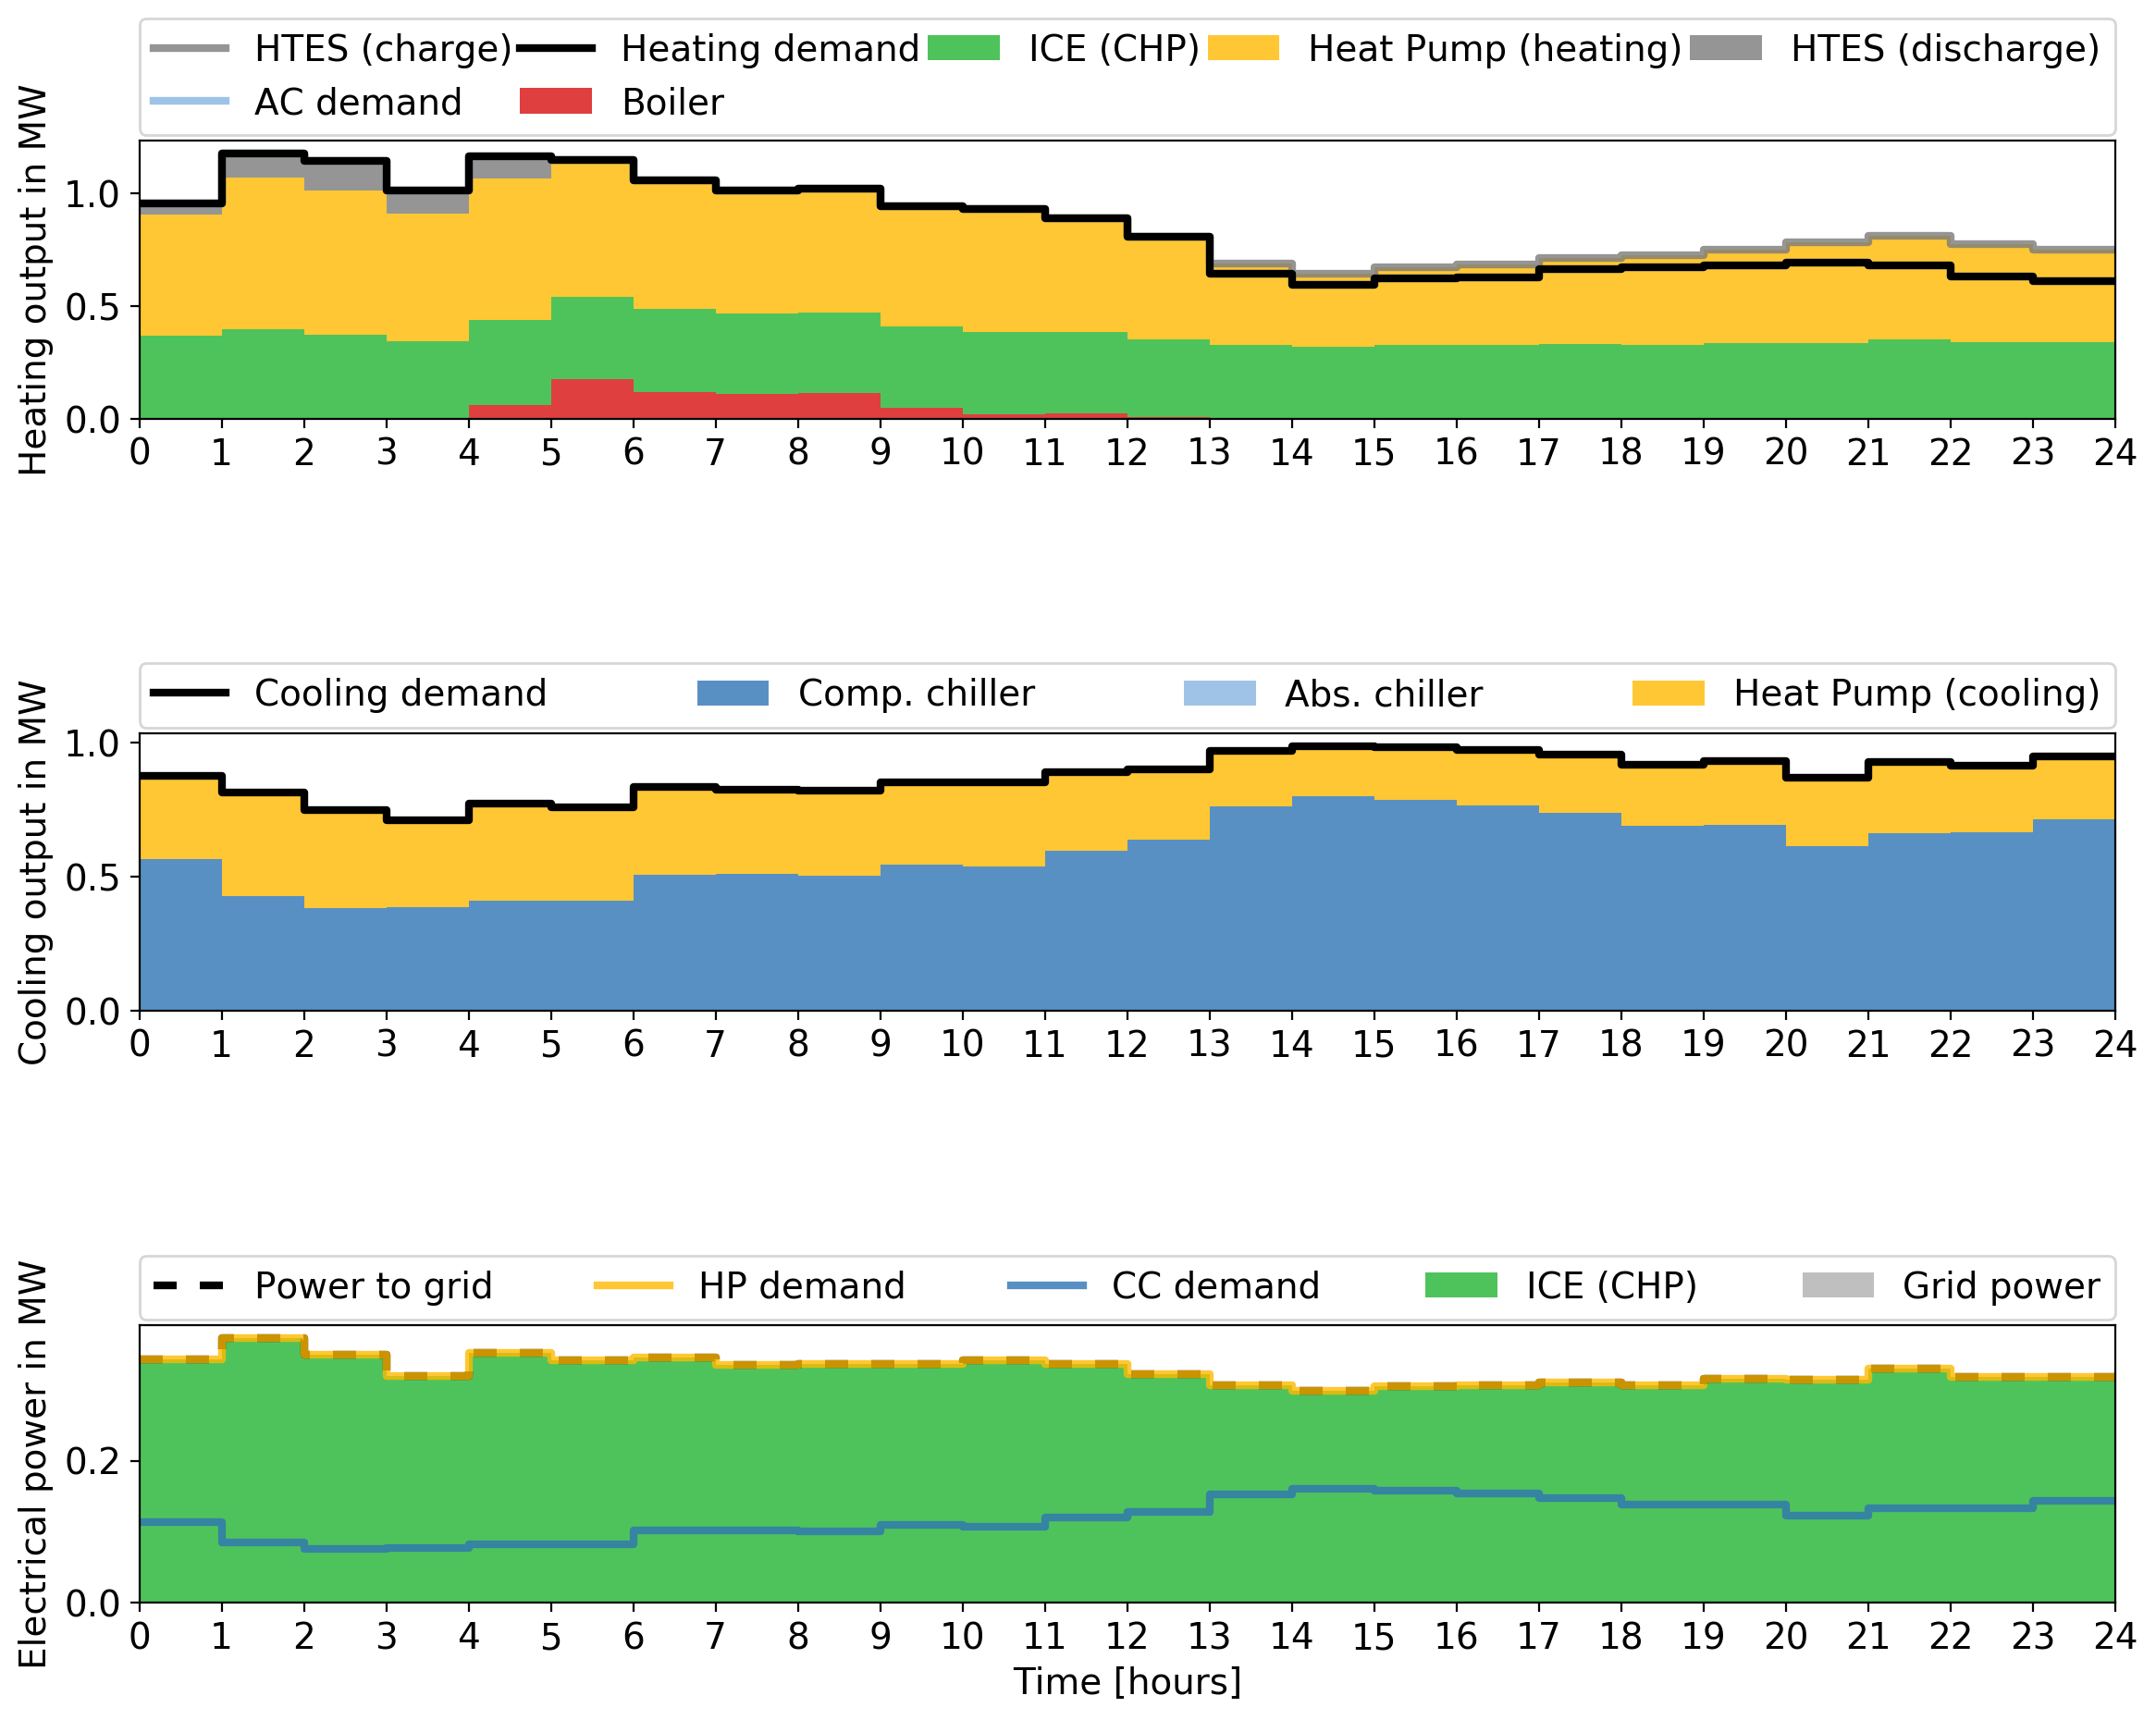 HTES (charge) Heating demand ICE (CHP) Heat Pump (heating) HTES (discharge)
AC demand Boiler
Heating output in MW
1.0
0.5
0.0
0 1 2 3 4 5 6 7 8 9 10 11 12 13 14 15 16 17 18 19 20 21 22 23 24
Cooling demand Comp. chiller Abs. chiller Heat Pump (cooling)
Cooling output in MW
1.0
0.5
0.0
0 1 2 3 4 5 6 7 8 9 10 11 12 13 14 15 16 17 18 19 20 21 22 23 24
Power to grid HP demand CC demand ICE (CHP) Grid power
Electrical power in MW
0.2
0.0
0 1 2 3 4 5 6 7 8 9 10 11 12 13 14 15 16 17 18 19 20 21 22 23 24
Time [hours]